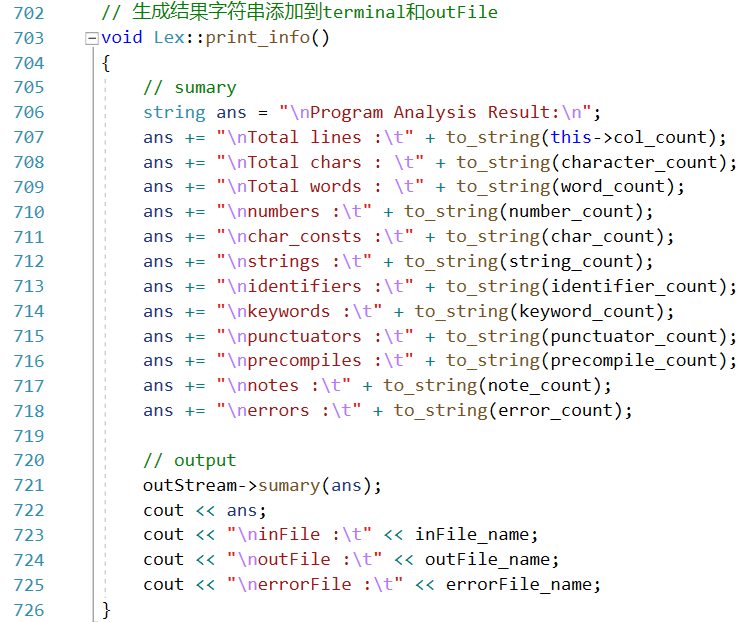 702 // 生成结果字符串添加到terminal和outFile
703 void Lex::print_info()
704 {
705 // sumary
706 string ans = "\nProgram Analysis Result:\n";
707 ans += "\nTotal lines :\t" + to_string(this->col_count);
708 ans += "\nTotal chars : \t" + to_string(character_count);
709 ans += "\nTotal words : \t" + to_string(word_count);
710 ans += "\nnumbers :\t" + to_string(number_count);
711 ans += "\nchar_consts :\t" + to_string(char_count);
712 ans += "\nstrings :\t" + to_string(string_count);
713 ans += "\nidentifiers :\t" + to_string(identifier_count);
714 ans += "\nkeywords :\t" + to_string(keyword_count);
715 ans += "\npunctuators :\t" + to_string(punctuator_count);
716 ans += "\nprecompiles :\t" + to_string(precompile_count);
717 ans += "\nnotes :\t" + to_string(note_count);
718 ans += "\nerrors :\t" + to_string(error_count);
719
720 // output
721 outStream->sumary(ans);
722 cout << ans;
723 cout << "\ninFile :\t" << inFile_name;
724 cout << "\noutFile :\t" << outFile_name;
725 cout << "\nerrorFile :\t" << errorFile_name;
726 }